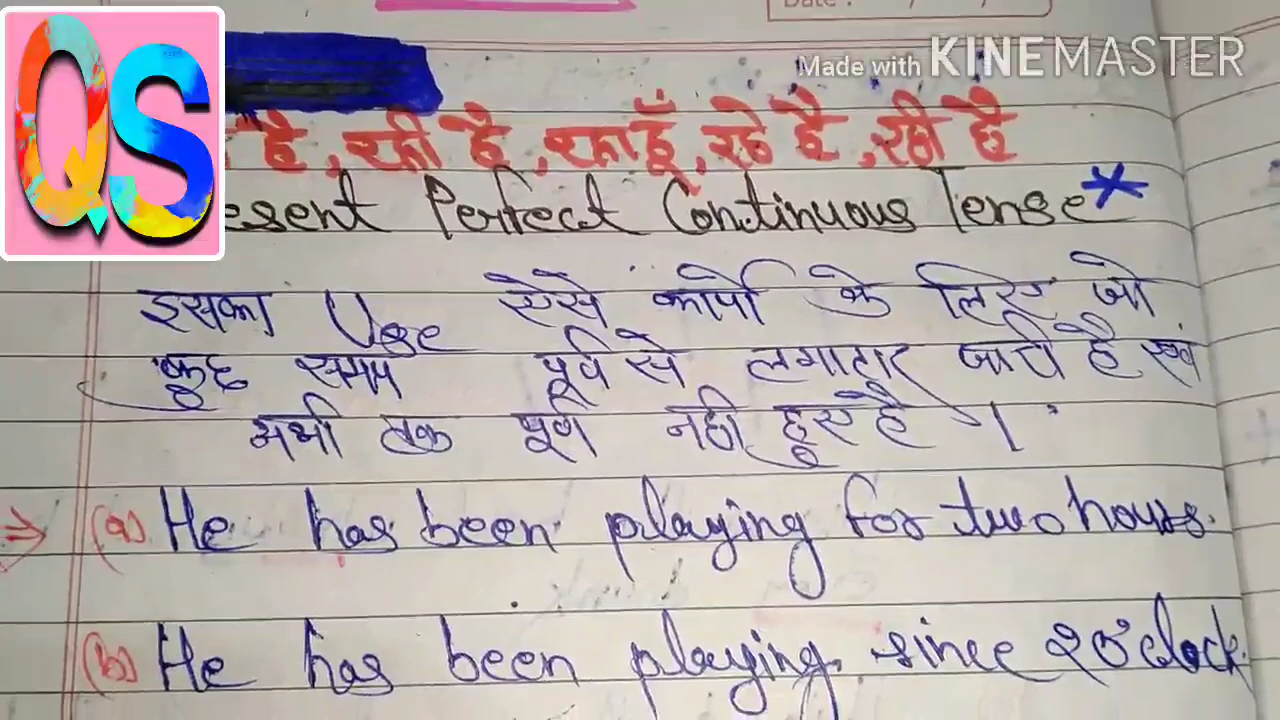 Date : / /
QS
Made with KINEMASTER
है, रही है, रहा हूँ, रहे है, रही है
esent Perfect Continuous Tense*
इसका Use ऐसे कार्यो के लिए जो
कुछ समय पूर्व से लगातार जारी है एवं
अभी तक पूर्ण नही हुए है।
⇒ (a) He has been playing for two hours.
(b) He has been playing since 2 o'clock.